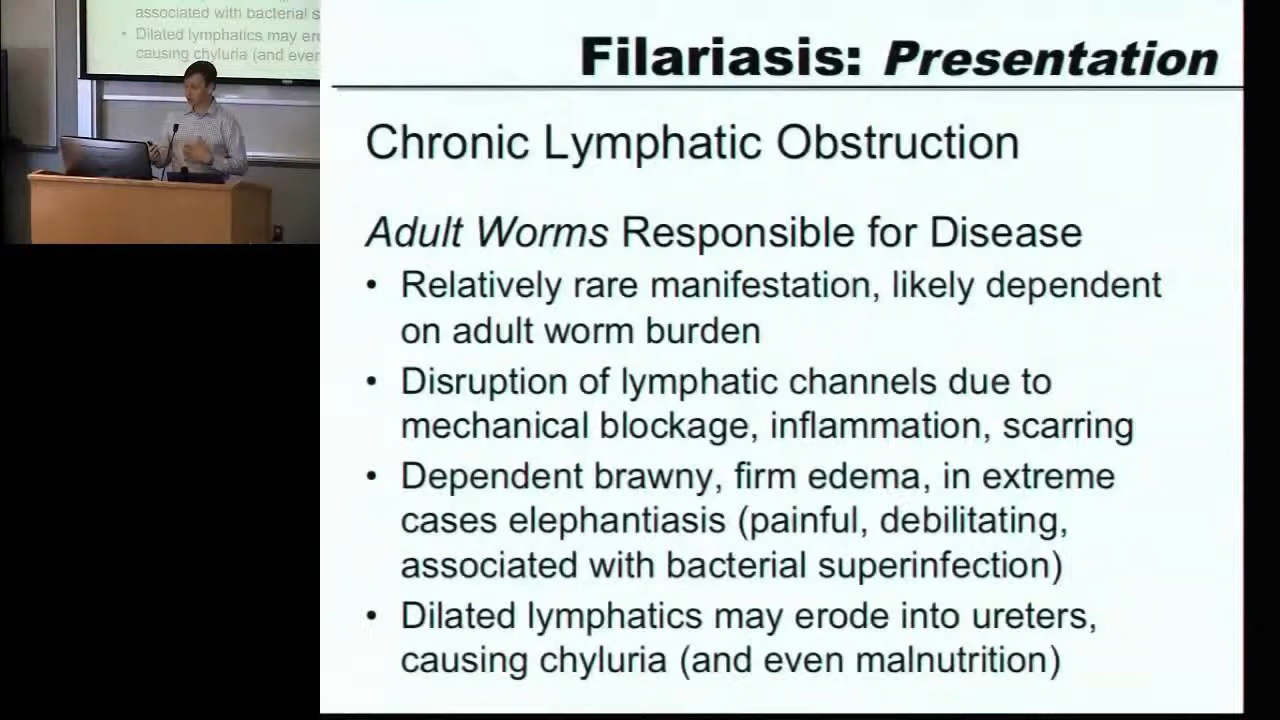 associated with bacterial s
• Dilated lymphatics may er
causing chyluria (and even
Filariasis: Presentation
Chronic Lymphatic Obstruction
Adult Worms Responsible for Disease
• Relatively rare manifestation, likely dependent
on adult worm burden
• Disruption of lymphatic channels due to
mechanical blockage, inflammation, scarring
• Dependent brawny, firm edema, in extreme
cases elephantiasis (painful, debilitating,
associated with bacterial superinfection)
• Dilated lymphatics may erode into ureters,
causing chyluria (and even malnutrition)